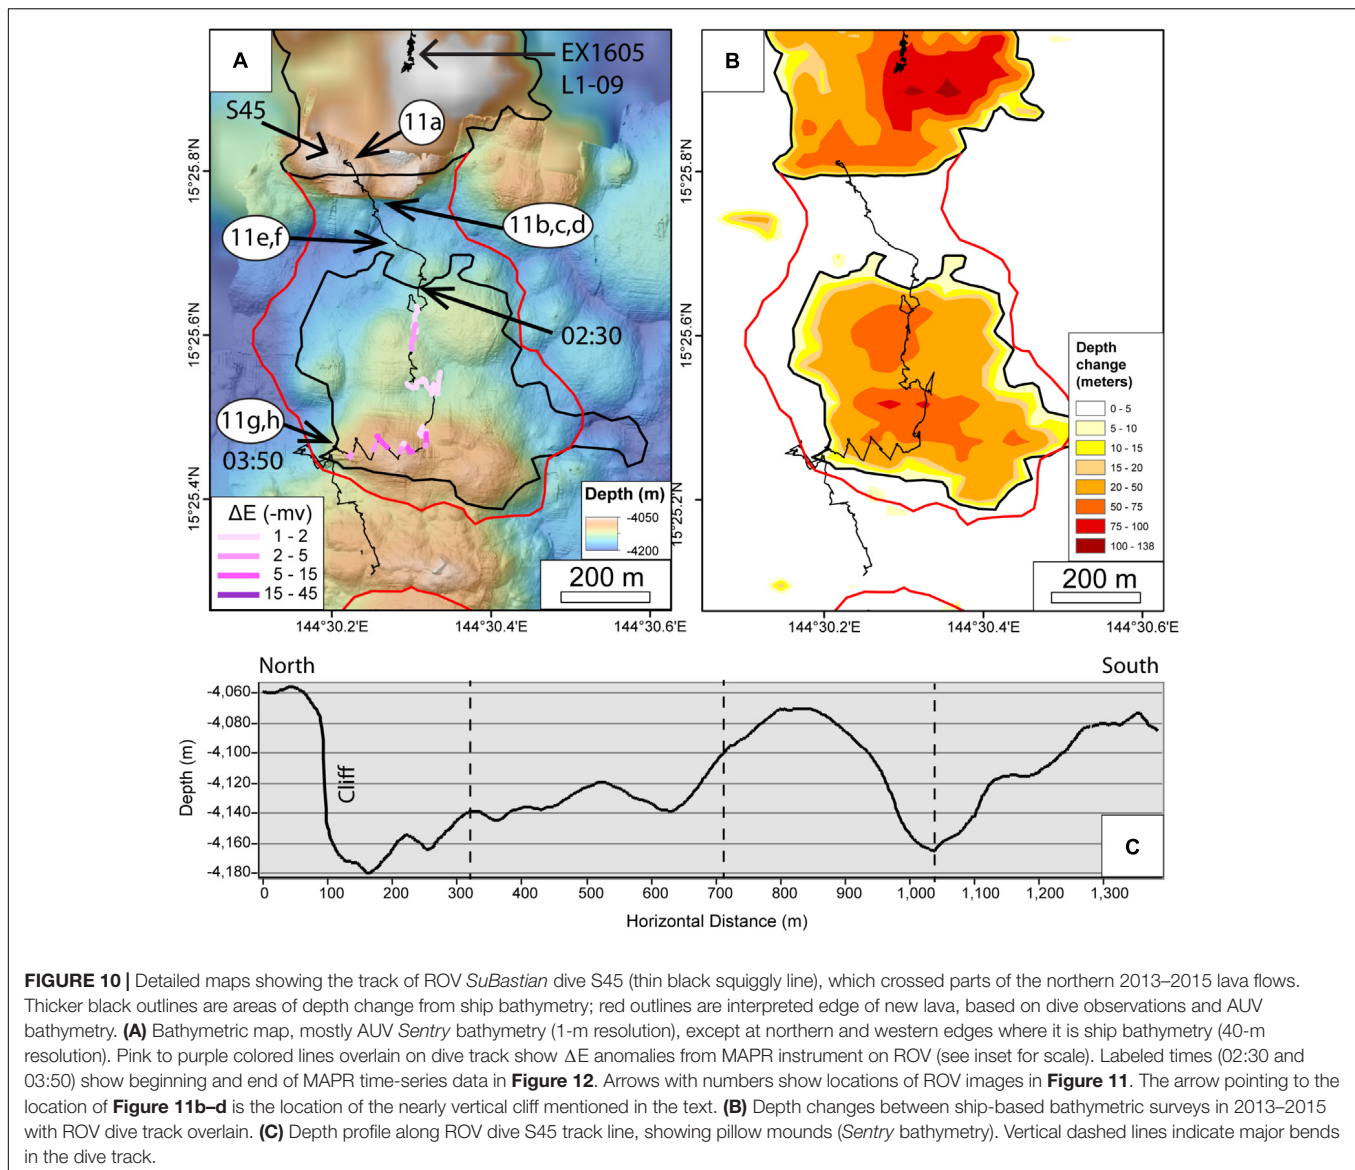 A
EX1605
L1-09
S45
11a
11b,c,d
11e,f
02:30
11g,h
03:50
ΔE (-mv)
1 - 2
2 - 5
5 - 15
15 - 45
Depth (m)
-4050
-4200
200 m
15°25.8'N
15°25.6'N
15°25.4'N
144°30.2'E
144°30.4'E
144°30.6'E
B
15°25.8'N
15°25.6'N
15°25.2'N
Depth
change
(meters)
0 - 5
5 - 10
10 - 15
15 - 20
20 - 50
50 - 75
75 - 100
100 - 138
200 m
144°30.2'E
144°30.4'E
144°30.6'E
North
South
-4,060
-4,080
-4,100
-4,120
-4,140
-4,160
-4,180
Depth (m)
Cliff
C
0 100 200 300 400 500 600 700 800 900 1,000 1,100 1,200 1,300
Horizontal Distance (m)
FIGURE 10 | Detailed maps showing the track of ROV SuBastian dive S45 (thin black squiggly line), which crossed parts of the northern 2013–2015 lava flows.
Thicker black outlines are areas of depth change from ship bathymetry; red outlines are interpreted edge of new lava, based on dive observations and AUV
bathymetry. (A) Bathymetric map, mostly AUV Sentry bathymetry (1-m resolution), except at northern and western edges where it is ship bathymetry (40-m
resolution). Pink to purple colored lines overlain on dive track show ΔE anomalies from MAPR instrument on ROV (see inset for scale). Labeled times (02:30 and
03:50) show beginning and end of MAPR time-series data in Figure 12. Arrows with numbers show locations of ROV images in Figure 11. The arrow pointing to the
location of Figure 11b–d is the location of the nearly vertical cliff mentioned in the text. (B) Depth changes between ship-based bathymetric surveys in 2013–2015
with ROV dive track overlain. (C) Depth profile along ROV dive S45 track line, showing pillow mounds (Sentry bathymetry). Vertical dashed lines indicate major bends
in the dive track.